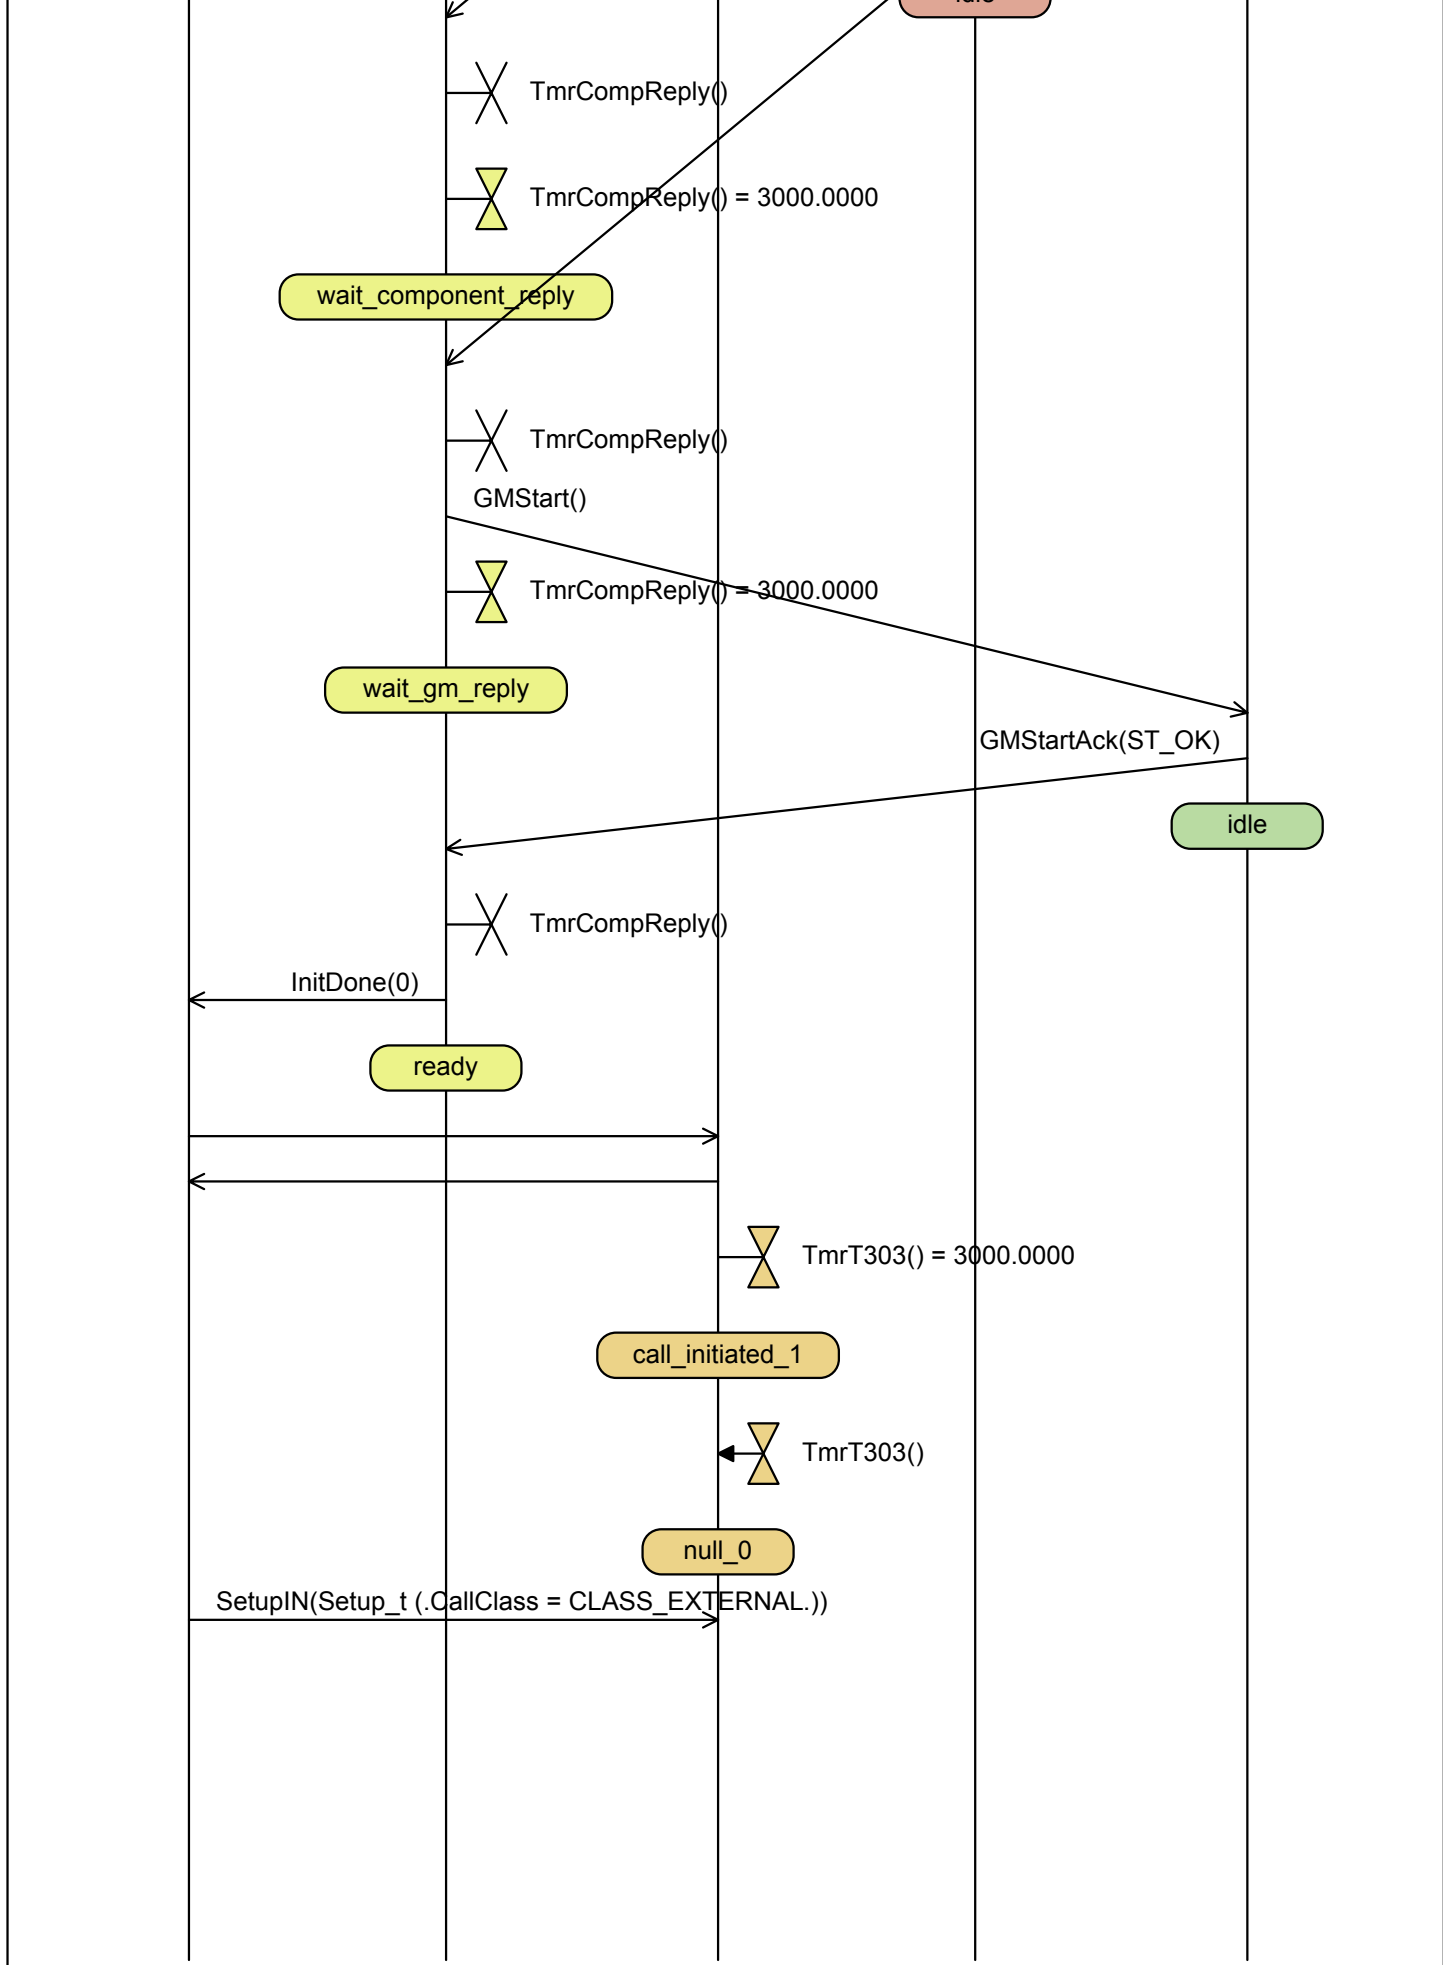 TmrCompReply()
TmrCompReply() = 3000.0000
wait_component_reply
TmrCompReply()
GMStart()
TmrCompReply() = 3000.0000
wait_gm_reply
GMStartAck(ST_OK)
idle
TmrCompReply()
InitDone(0)
ready
TmrT303() = 3000.0000
call_initiated_1
TmrT303()
null_0
SetupIN(Setup_t (.CallClass = CLASS_EXTERNAL.))